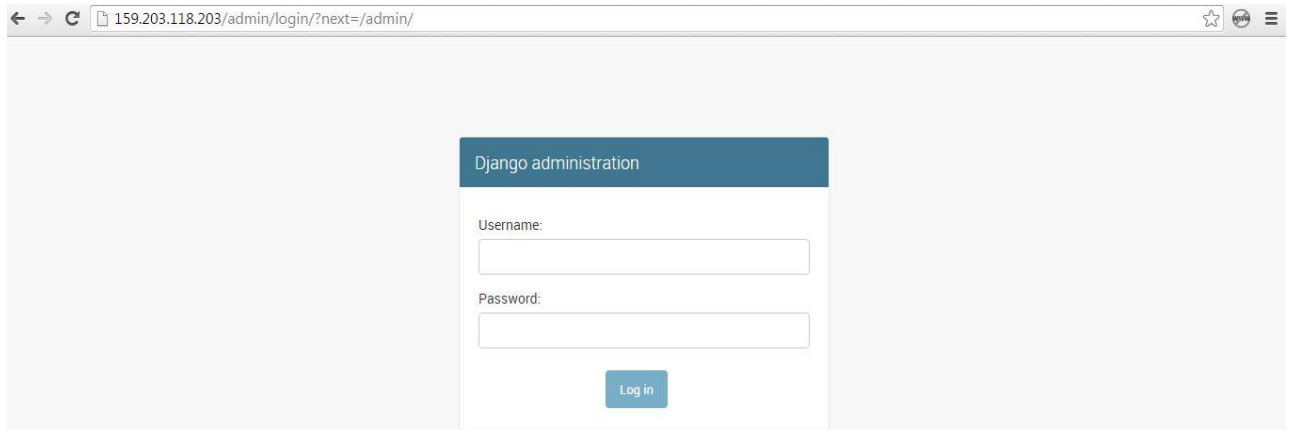 159.203.118.203/admin/login/?next=/admin/
Django administration
Username:
Password:
Log in